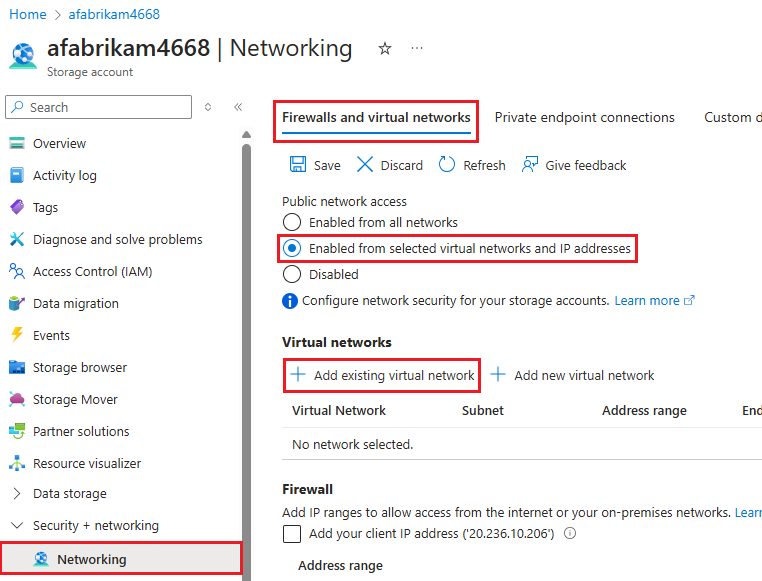 Home > afabrikam4668
afabrikam4668 | Networking
Storage account
Search
Overview
Activity log
Tags
Diagnose and solve problems
Access Control (IAM)
Data migration
Events
Storage browser
Storage Mover
Partner solutions
Resource visualizer
Data storage
Security + networking
Networking
Firewalls and virtual networks Private endpoint connections Custom d
Save Discard Refresh Give feedback
Public network access
Enabled from all networks
Enabled from selected virtual networks and IP addresses
Disabled
Configure network security for your storage accounts. Learn more
Virtual networks
+ Add existing virtual network + Add new virtual network
Virtual Network Subnet Address range End
No network selected.
Firewall
Add IP ranges to allow access from the internet or your on-premises networks. Learn
Add your client IP address ('20.236.10.206')
Address range